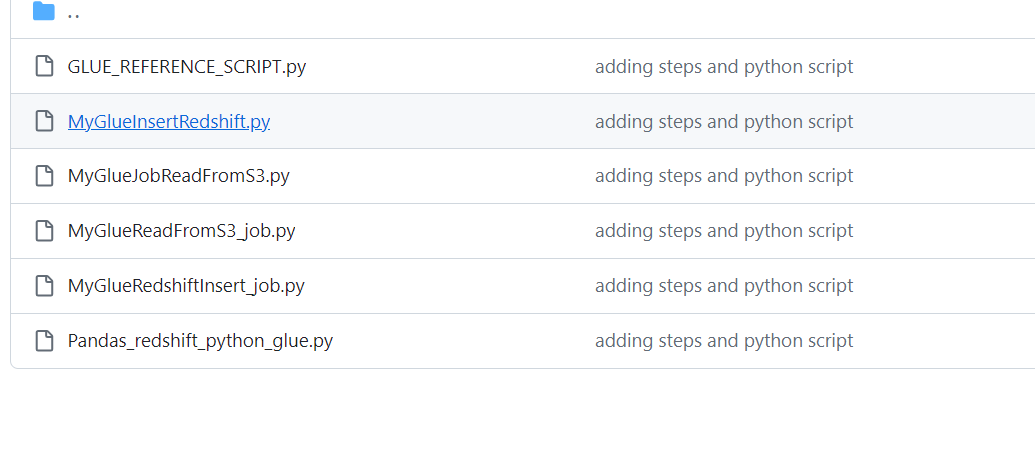 ..
GLUE_REFERENCE_SCRIPT.py adding steps and python script
MyGlueInsertRedshift.py adding steps and python script
MyGlueJobReadFromS3.py adding steps and python script
MyGlueReadFromS3_job.py adding steps and python script
MyGlueRedshiftInsert_job.py adding steps and python script
Pandas_redshift_python_glue.py adding steps and python script